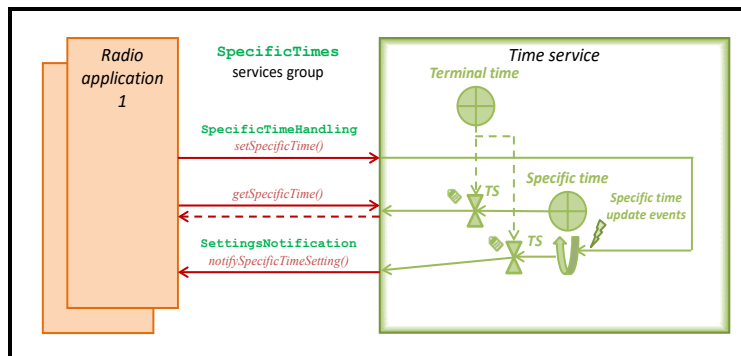 Radio
application
1
SpecificTimes
services group
Time service
Terminal time
SpecificTimeHandling
setSpecificTime()
getSpecificTime()
TS
Specific time
Specific time
update events
SettingsNotification
TS
notifySpecificTimeSetting()